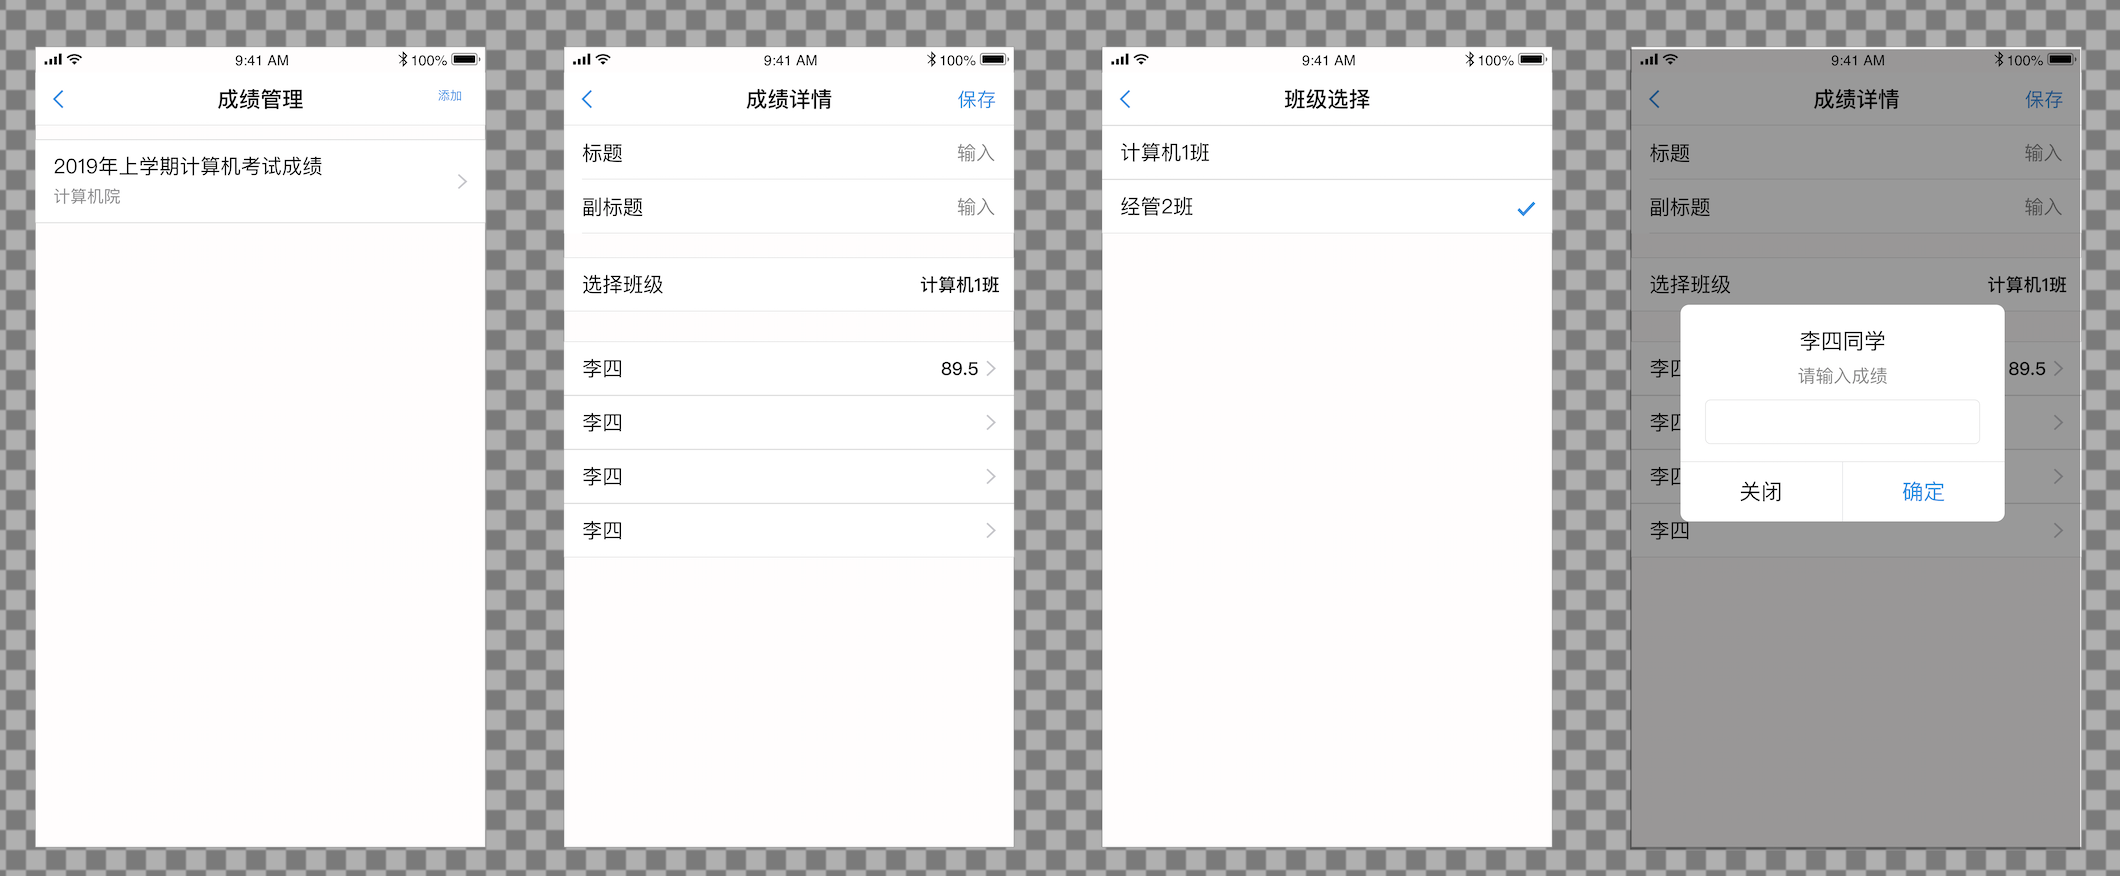 9:41 AM 100%
成绩管理 添加
2019年上学期计算机考试成绩
计算机院
9:41 AM 100%
成绩详情 保存
标题 输入
副标题 输入
选择班级 计算机1班
李四 89.5
李四
李四
李四
9:41 AM 100%
班级选择
计算机1班
经管2班
9:41 AM 100%
成绩详情 保存
标题 输入
副标题 输入
选择班级 计算机1班
李四同学
请输入成绩
李四 89.5
李四
李四
关闭 确定
李四